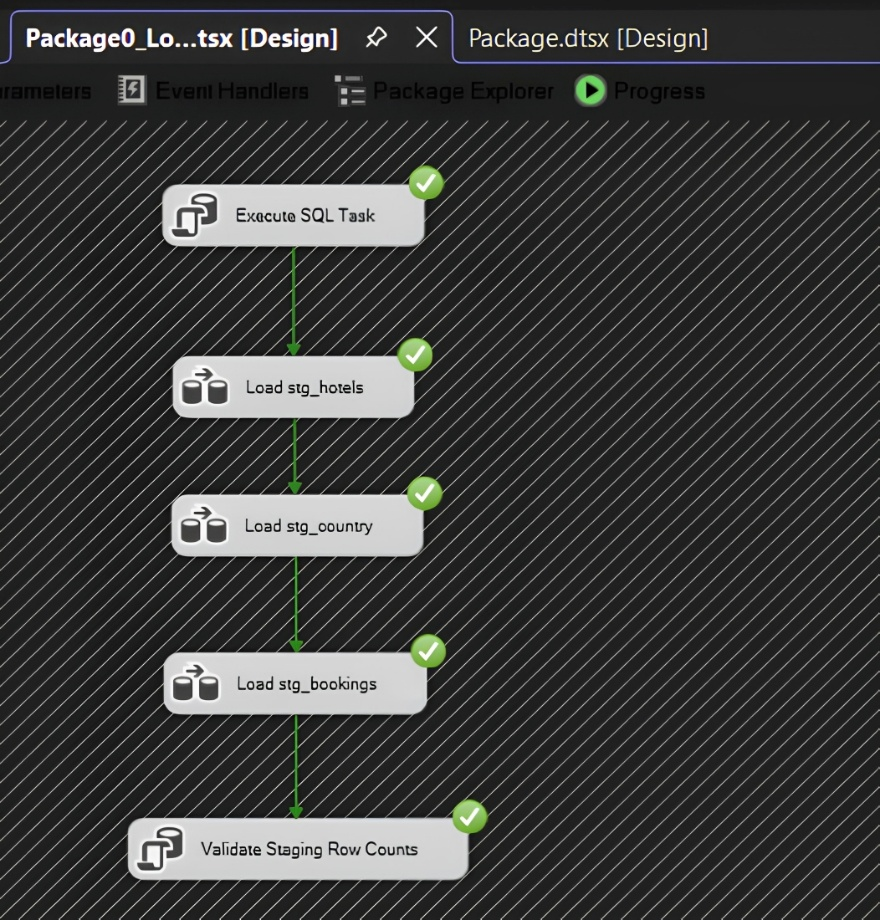 Package0_Lo...tsx [Design] Package.dtsx [Design]
rameters Event Handlers Package Explorer Progress
Execute SQL Task
Load stg_hotels
Load stg_country
Load stg_bookings
Validate Staging Row Counts